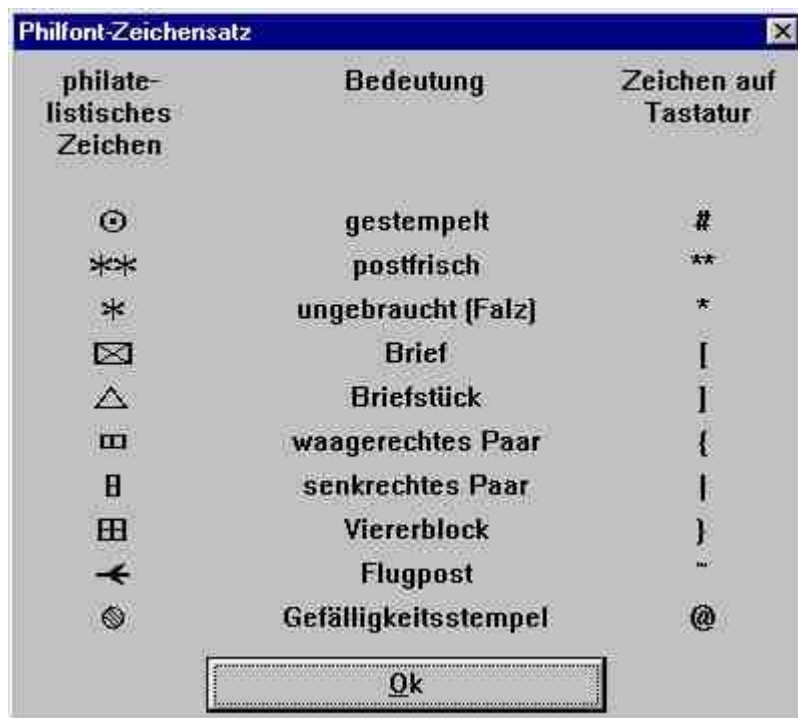 Philfont-Zeichensatz
philate-
listisches
Zeichen
Bedeutung
Zeichen auf
Tastatur
⊙ gestempelt #
** postfrisch **
* ungebraucht (Falz) *
Brief [
△ Briefstück ]
waagerechtes Paar {
senkrechtes Paar |
Viererblock }
Flugpost ~
Gefälligkeitsstempel @
Ok